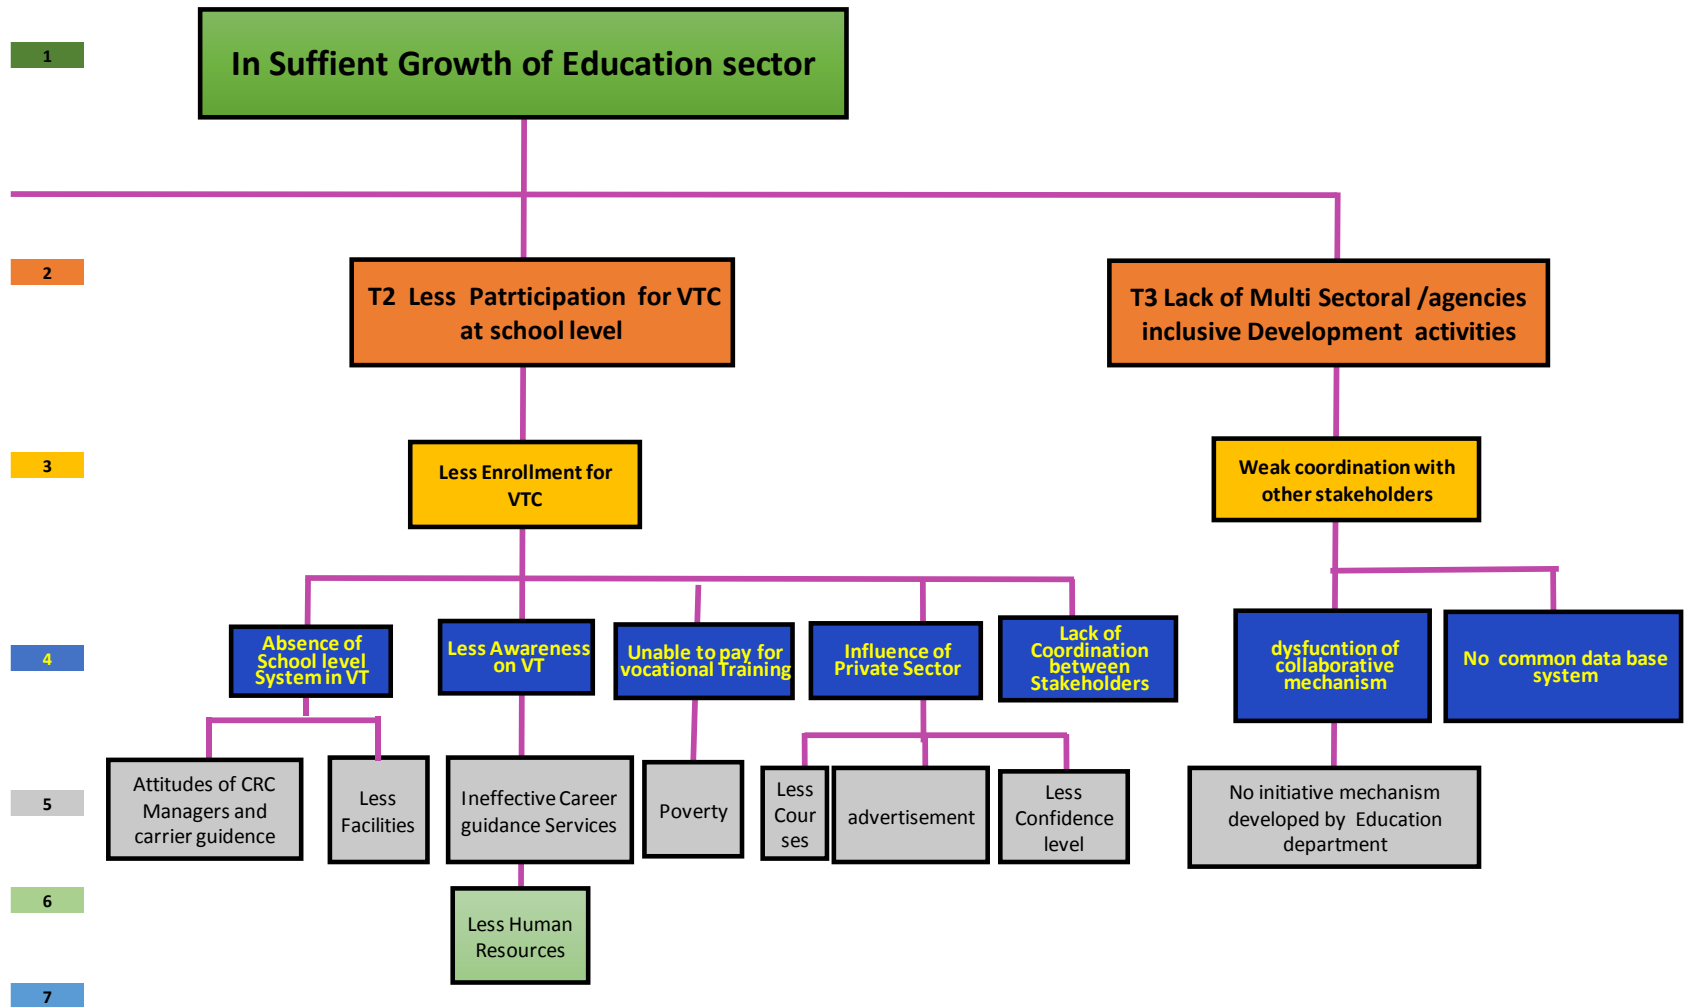 1
In Suffient Growth of Education sector
2
T2 Less Patrticipation for VTC
at school level
T3 Lack of Multi Sectoral /agencies
inclusive Development activities
3
Less Enrollment for
VTC
Weak coordination with
other stakeholders
4
Absence of
School level
System in VT
Less Awareness
on VT
Unable to pay for
vocational Training
Influence of
Private Sector
Lack of
Coordination
between
Stakeholders
dysfucntion of
collaborative
mechanism
No common data base
system
5
Attitudes of CRC
Managers and
carrier guidence
Less
Facilities
Ineffective Career
guidance Services
Poverty
Less
Cour
ses
advertisement
Less
Confidence
level
No initiative mechanism
developed by Education
department
6
Less Human
Resources
7